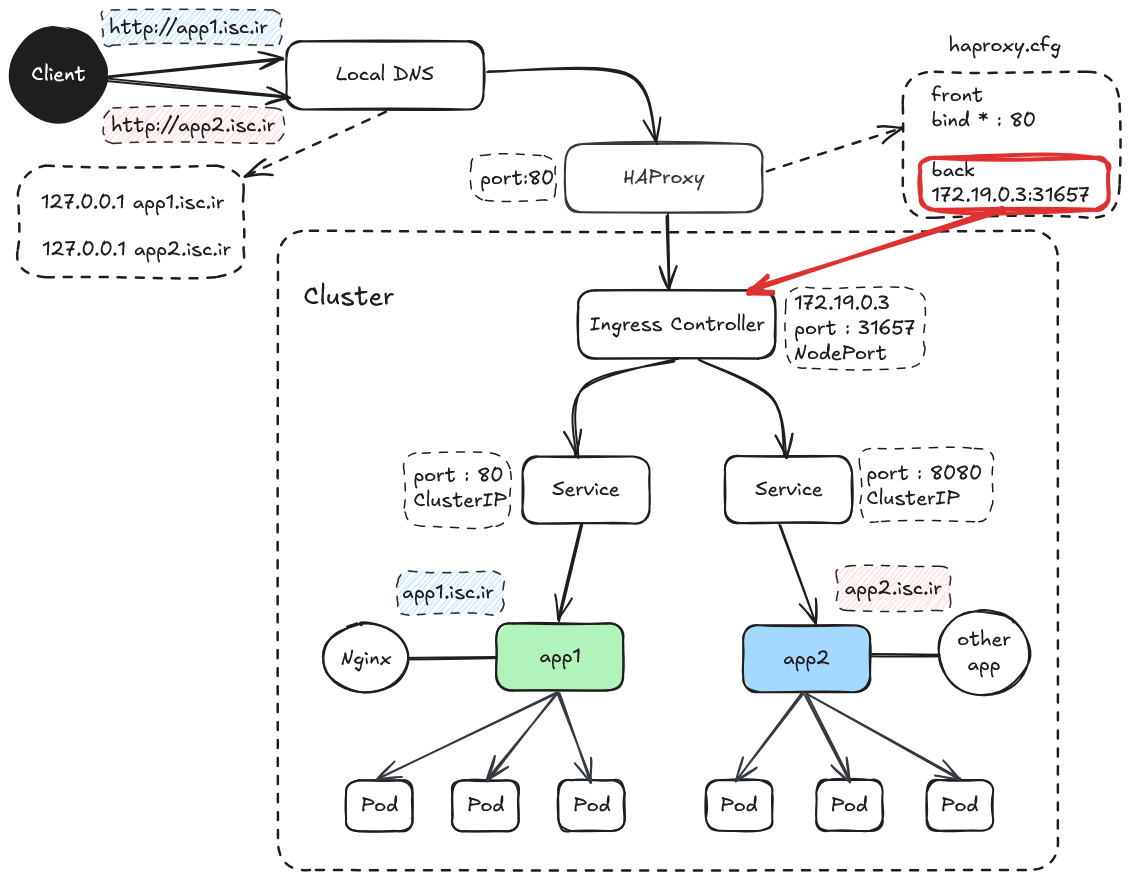 http://app1.isc.ir
Client
Local DNS
http://app2.isc.ir
127.0.0.1 app1.isc.ir
127.0.0.1 app2.isc.ir
haproxy.cfg
front
bind * : 80
back
172.19.0.3:31657
port:80
HAProxy
Cluster
Ingress Controller
172.19.0.3
port : 31657
NodePort
port : 80
ClusterIP
Service
Service
port : 8080
ClusterIP
app1.isc.ir
app2.isc.ir
Nginx
app1
app2
other
app
Pod
Pod
Pod
Pod
Pod
Pod